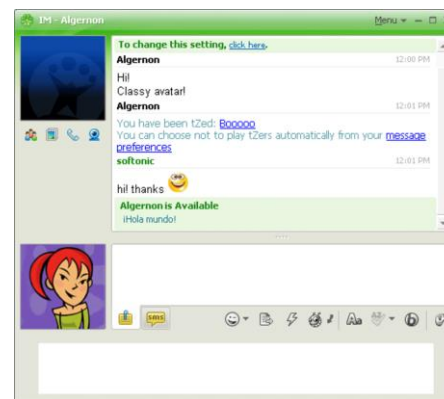 IM - Algernon
Menu
To change this setting, click here.
Algernon 12:00 PM
Hi!
Classy avatar!
Algernon 12:01 PM
You have been tZed: Booooo
You can choose not to play tZers automatically from your message
preferences
softonic 12:01 PM
hi! thanks
Algernon is Available
¡Hola mundo!
sms
Aa